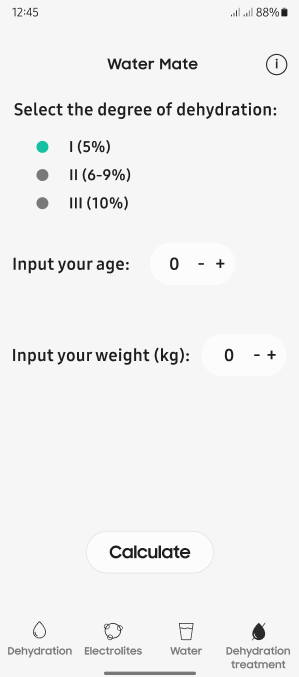 12:45 88%
Water Mate
i
Select the degree of dehydration:
I (5%)
II (6-9%)
III (10%)
Input your age: 0 - +
Input your weight (kg): 0 - +
Calculate
Dehydration Electrolites Water Dehydration
treatment